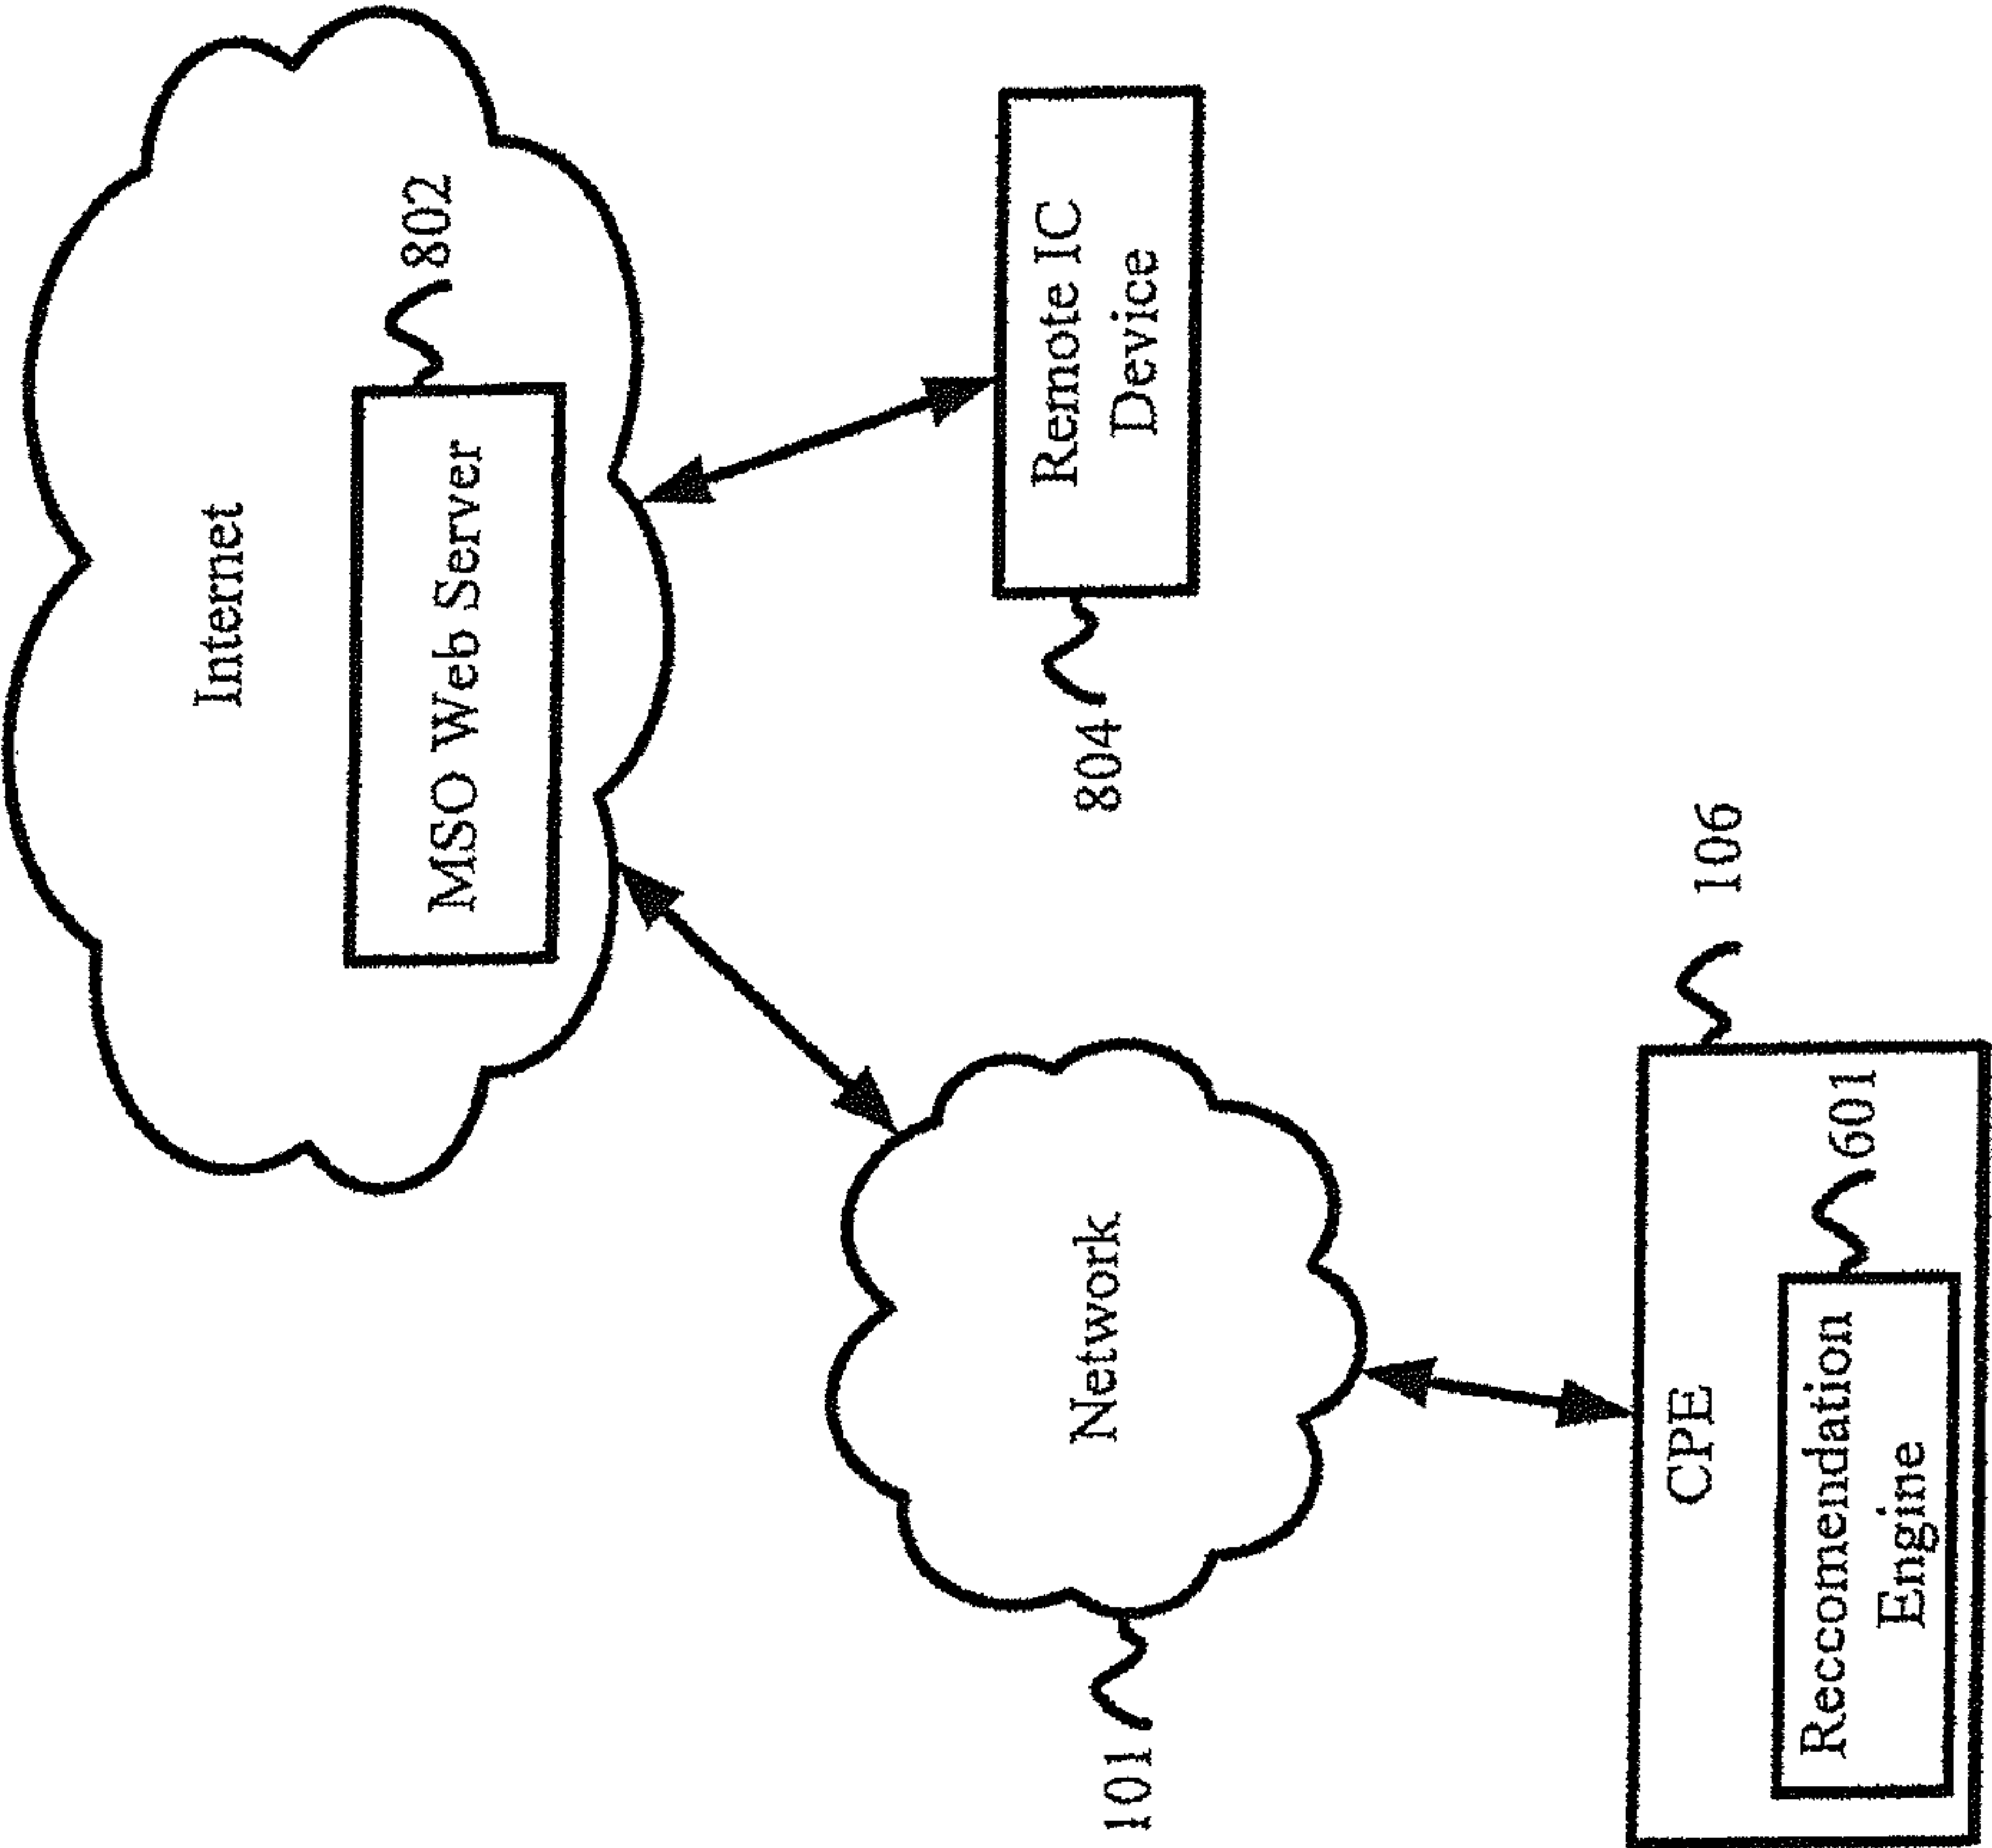 Internet
MSO Web Server
802
Remote IC
Device
804
Network
101
106
CPE
601
Reccomendation
Engine